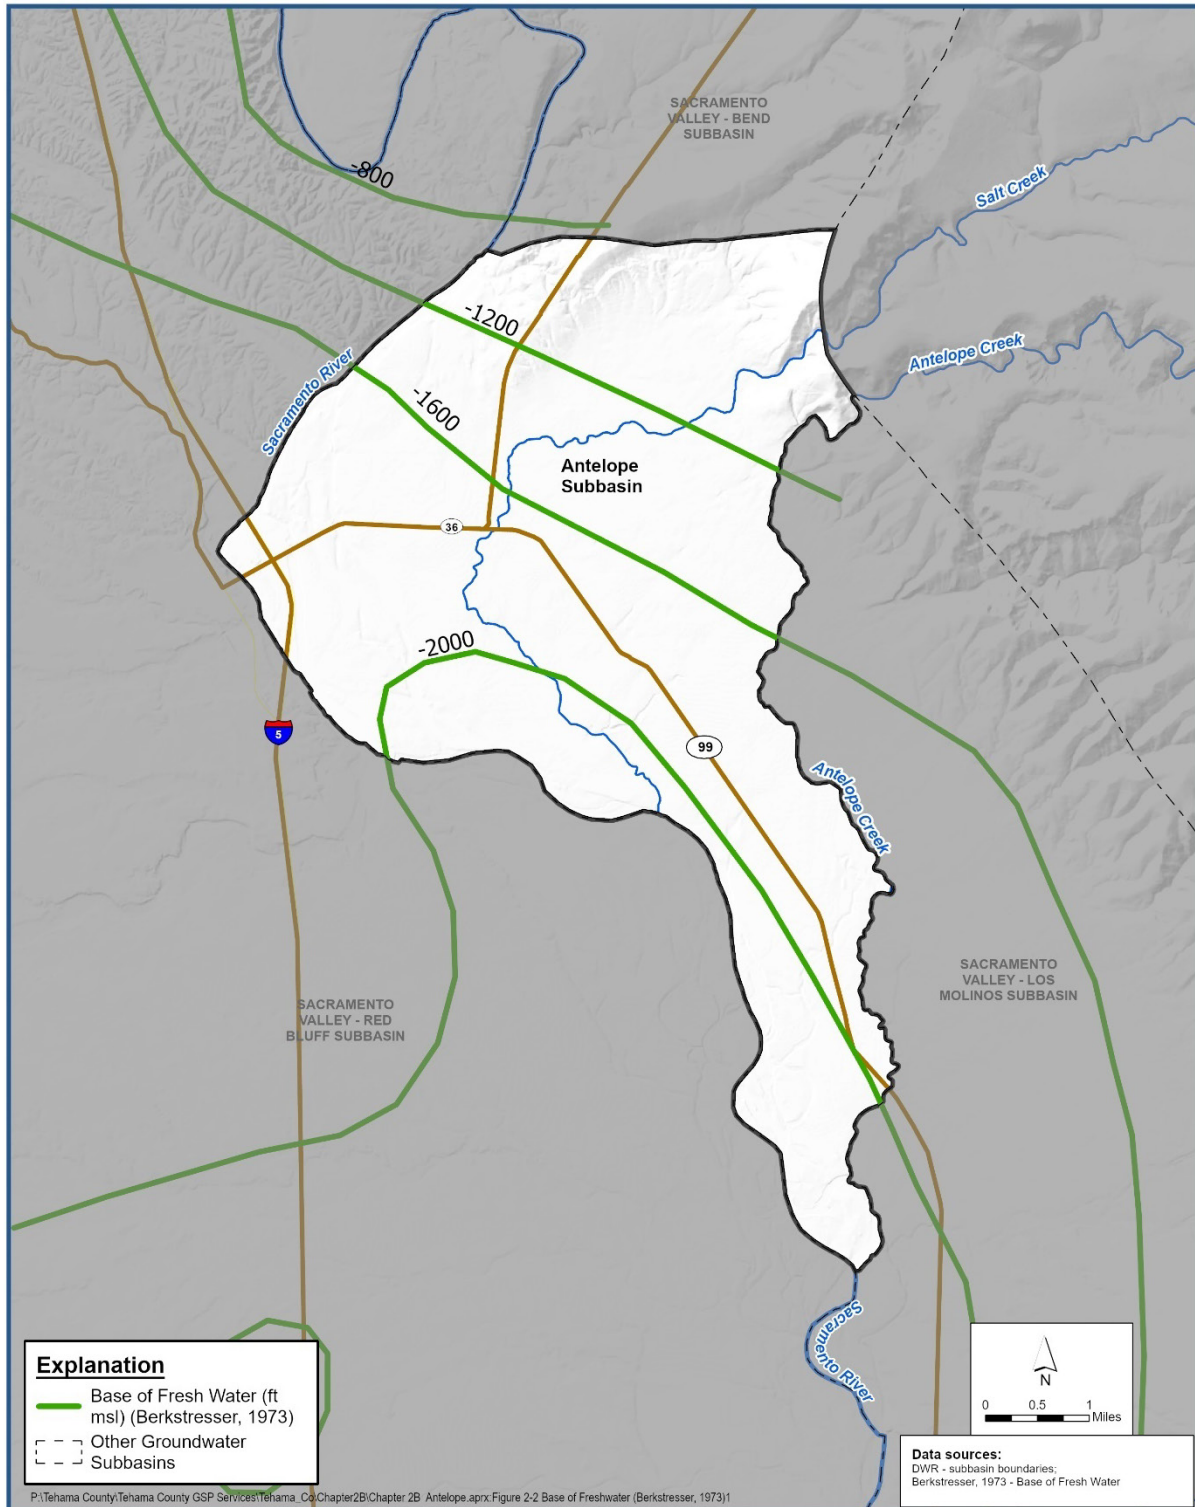 SACRAMENTO
VALLEY - BEND
SUBBASIN
-800
Salt Creek
-1200
Antelope Creek
Sacramento River
-1600
Antelope
Subbasin
36
-2000
5
99
Antelope Creek
SACRAMENTO
VALLEY - LOS
MOLINOS SUBBASIN
SACRAMENTO
VALLEY - RED
BLUFF SUBBASIN
Sacramento River
Explanation
Base of Fresh Water (ft
msl) (Berkstresser, 1973)
Other Groundwater
Subbasins
N
0 0.5 1
Miles
Data sources:
DWR - subbasin boundaries;
Berkstresser, 1973 - Base of Fresh Water
P:\Tehama County\Tehama County GSP Services\Tehama_Co\Chapter2B\Chapter 2B Antelope.aprx:Figure 2-2 Base of Freshwater (Berkstresser, 1973)1